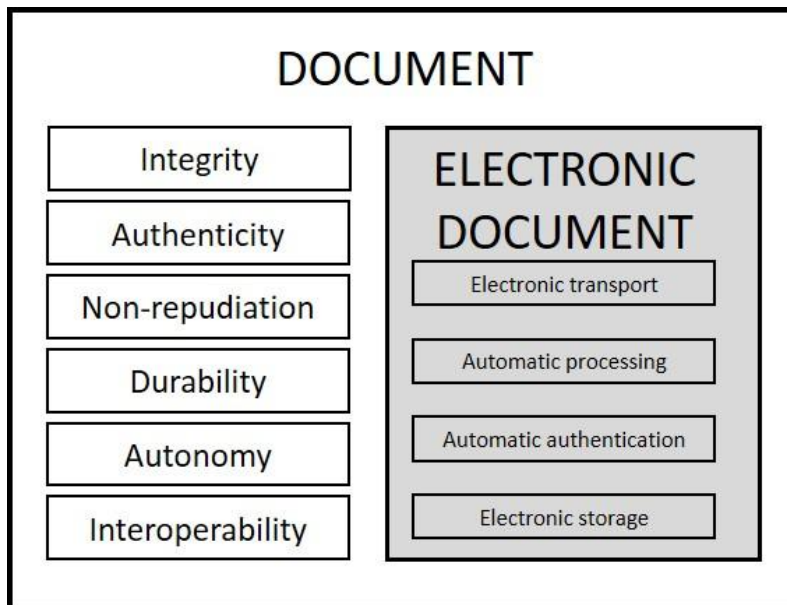 DOCUMENT
Integrity
Authenticity
Non-repudiation
Durability
Autonomy
Interoperability
ELECTRONIC
DOCUMENT
Electronic transport
Automatic processing
Automatic authentication
Electronic storage